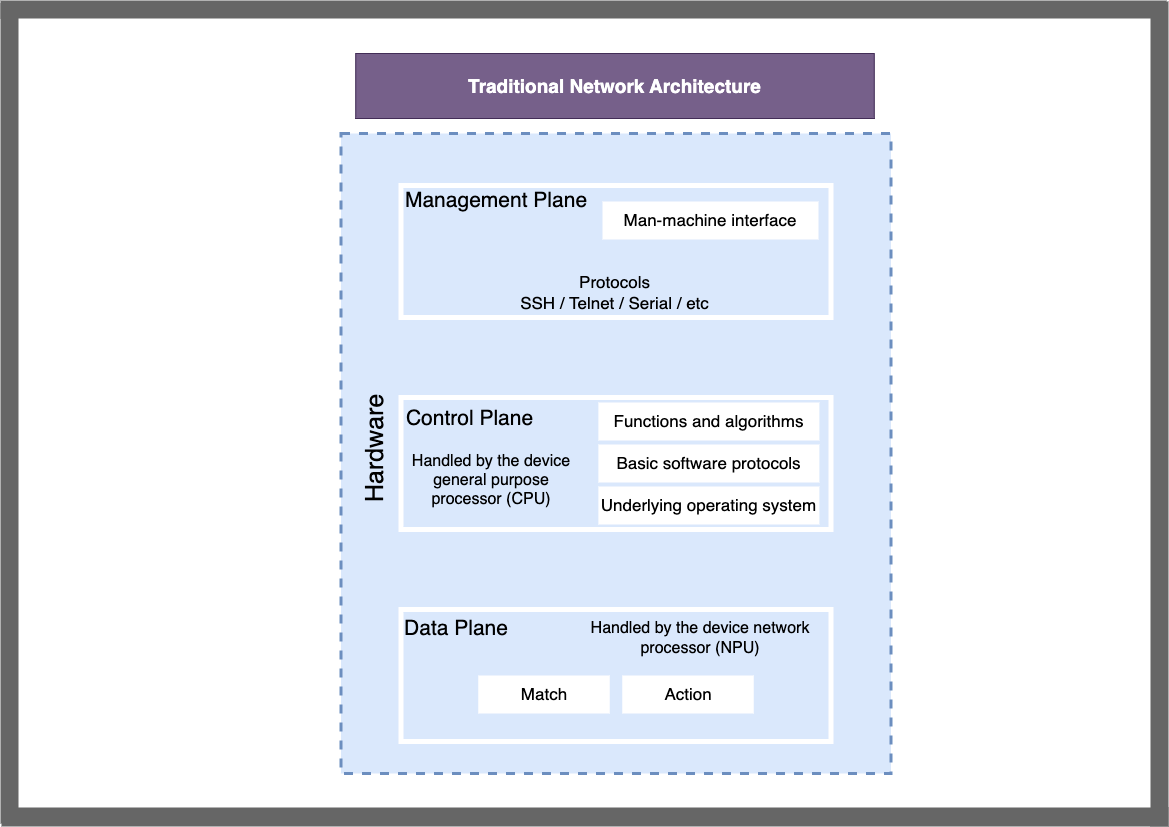 Traditional Network Architecture
Management Plane
Man-machine interface
Protocols
SSH / Telnet / Serial / etc
Hardware
Control Plane
Handled by the device
general purpose
processor (CPU)
Functions and algorithms
Basic software protocols
Underlying operating system
Data Plane
Handled by the device network
processor (NPU)
Match
Action